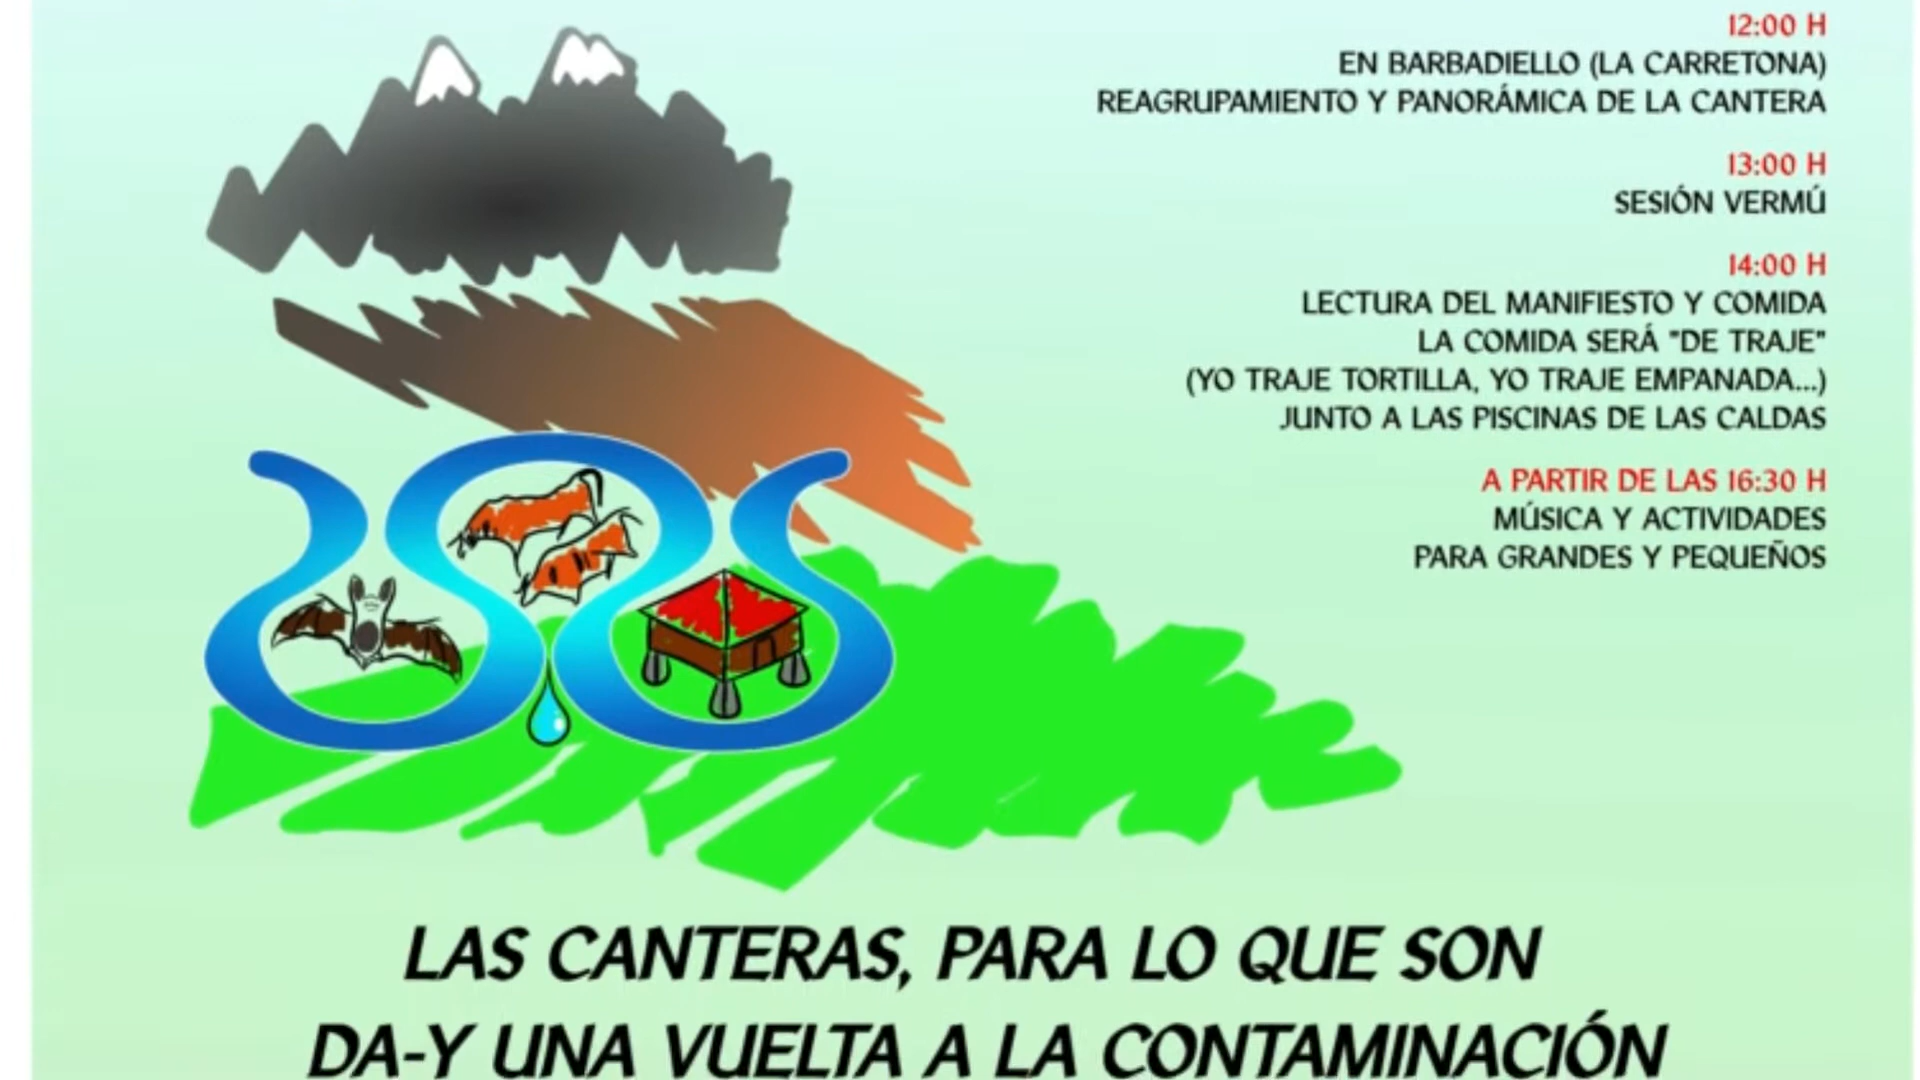 12:00 H
EN BARBADIELLO (LA CARRETONA)
REAGRUPAMIENTO Y PANORÁMICA DE LA CANTERA
13:00 H
SESIÓN VERMÚ
14:00 H
LECTURA DEL MANIFIESTO Y COMIDA
LA COMIDA SERÁ "DE TRAJE"
(YO TRAJE TORTILLA, YO TRAJE EMPANADA...)
JUNTO A LAS PISCINAS DE LAS CALDAS
A PARTIR DE LAS 16:30 H
MÚSICA Y ACTIVIDADES
PARA GRANDES Y PEQUEÑOS
LAS CANTERAS, PARA LO QUE SON
DA-Y UNA VUELTA A LA CONTAMINACIÓN